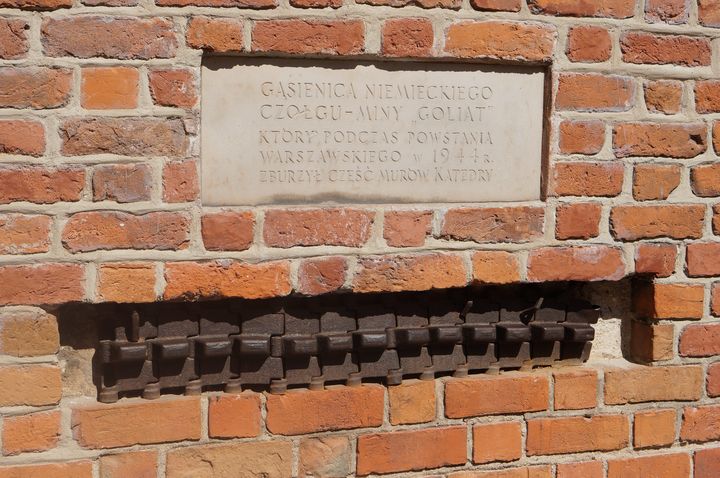 GĄSIENICA NIEMIECKIEGO
CZOŁGU-MINY „GOLIAT"
KTÓRY PODCZAS POWSTANIA
WARSZAWSKIEGO W 1944 R.
ZBURZYŁ CZĘŚĆ MURÓW KATEDRY